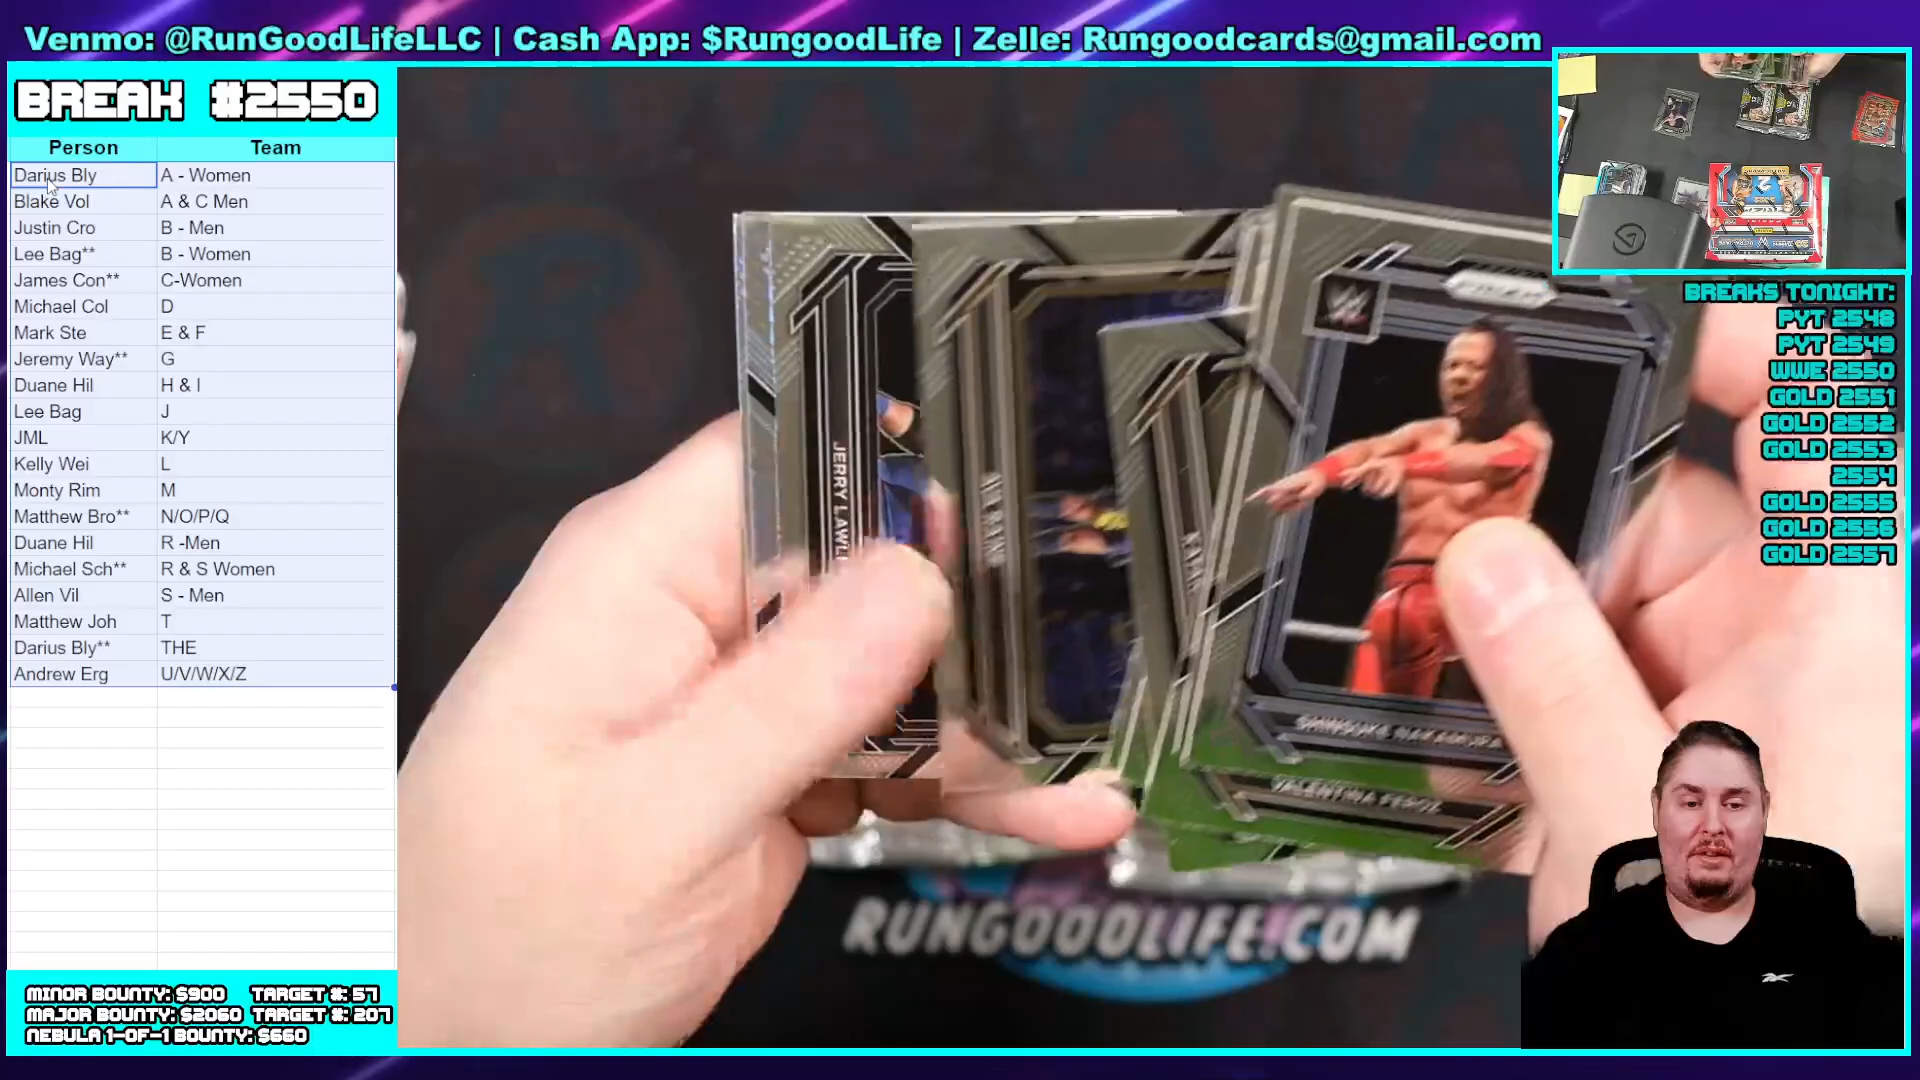 Venmo: @RunGoodLifeLLC | Cash App: $RungoodLife | Zelle: Rungoodcards@gmail.com
BREAK #2550
Person Team
Darius Bly A - Women
Blake Vol A & C Men
Justin Cro B - Men
Lee Bag** B - Women
James Con** C-Women
Michael Col D
Mark Ste E & F
Jeremy Way** G
Duane Hil H & I
Lee Bag J
JML K/Y
Kelly Wei L
Monty Rim M
Matthew Bro** N/O/P/Q
Duane Hil R -Men
Michael Sch** R & S Women
Allen Vil S - Men
Matthew Joh T
Darius Bly** THE
Andrew Erg U/V/W/X/Z
MINOR BOUNTY: $900 TARGET #: 57
MAJOR BOUNTY: $2060 TARGET #: 207
NEBULA 1-OF-1 BOUNTY: $660
BREAKS TONIGHT:
PYT 2548
PYT 2549
WWE 2550
GOLD 2551
GOLD 2552
GOLD 2553
2554
GOLD 2555
GOLD 2556
GOLD 2557
JERRY LAWL
SHINSUKE NAKAMURA
VALENTINA FEROZ
RUNGOODLIFE.COM